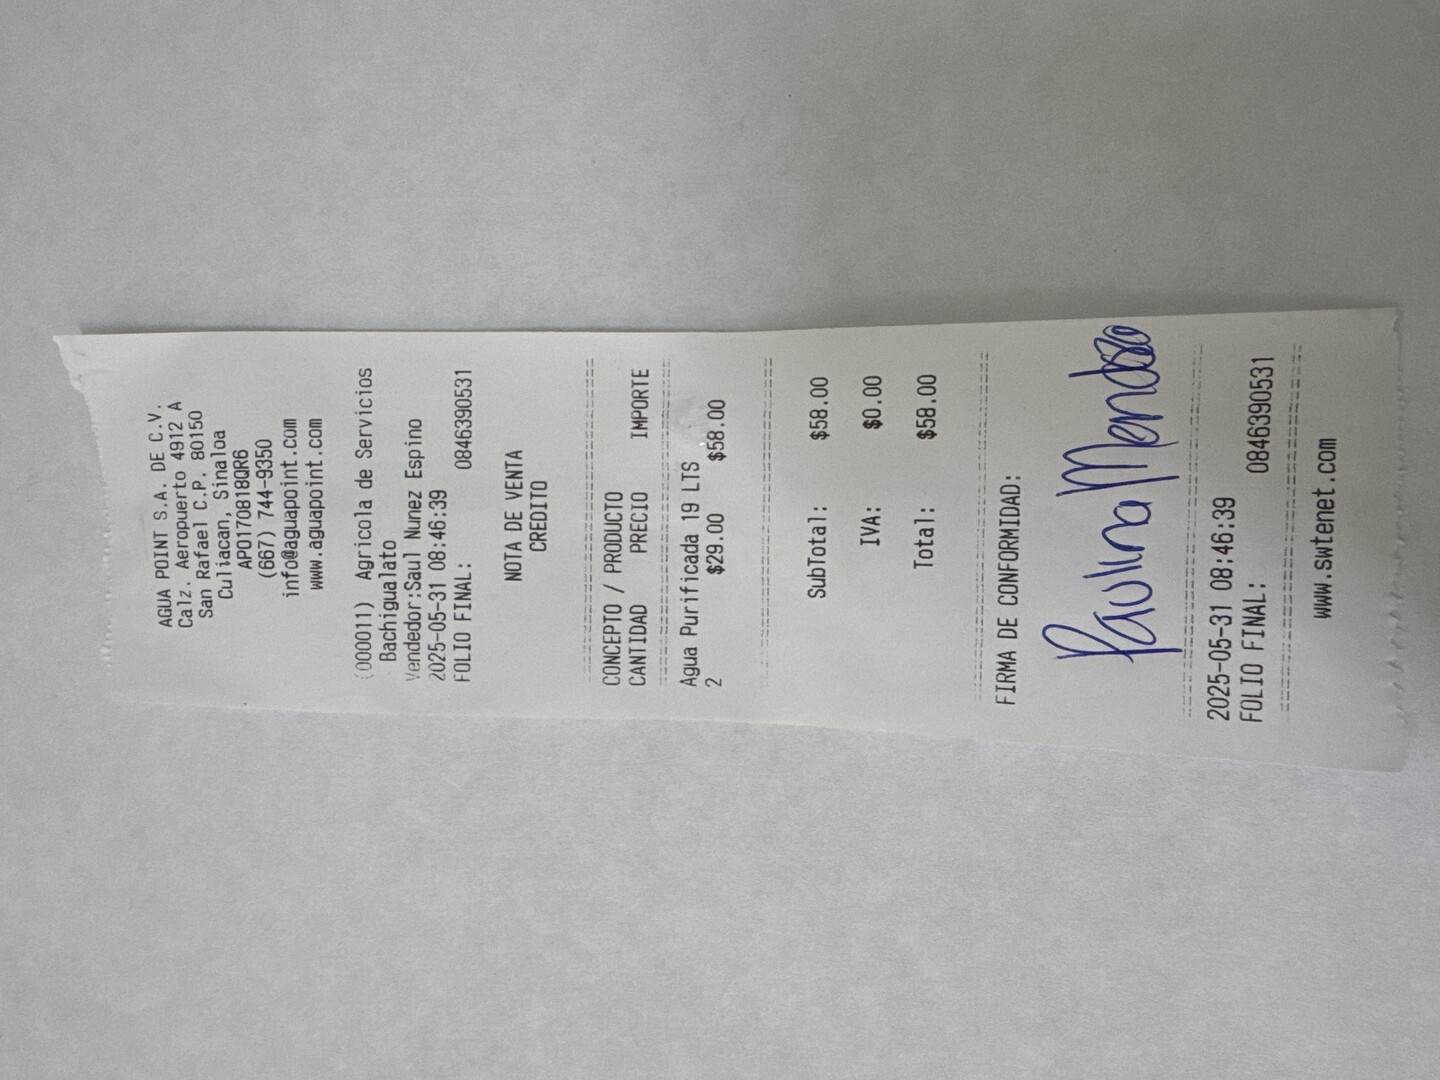 AGUA POINT S.A. DE C.V.
Calz. Aeropuerto 4912 A
San Rafael C.P. 80150
Culiacan, Sinaloa
APO170818QR6
(667) 744-9350
info@aguapoint.com
www.aguapoint.com
(000011) Agricola de Servicios
Bachigualato
Vendedor:Saul Nunez Espino
2025-05-31 08:46:39
FOLIO FINAL: 0846390531
NOTA DE VENTA
CREDITO
CONCEPTO / PRODUCTO
CANTIDAD PRECIO IMPORTE
Agua Purificada 19 LTS
2 $29.00 $58.00
SubTotal: $58.00
IVA: $0.00
Total: $58.00
FIRMA DE CONFORMIDAD:
Paulina Mendoza
2025-05-31 08:46:39
FOLIO FINAL: 0846390531
www.swtenet.com